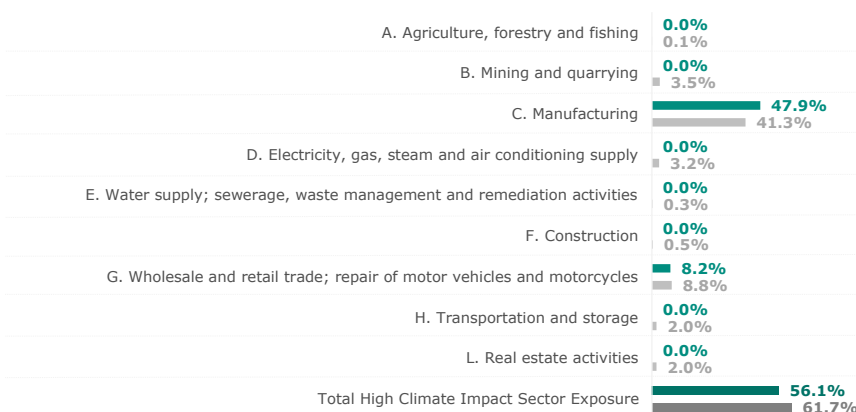 A. Agriculture, forestry and fishing 0.0%
0.1%
B. Mining and quarrying 0.0%
3.5%
C. Manufacturing 47.9%
41.3%
D. Electricity, gas, steam and air conditioning supply 0.0%
3.2%
E. Water supply; sewerage, waste management and remediation activities 0.0%
0.3%
F. Construction 0.0%
0.5%
G. Wholesale and retail trade; repair of motor vehicles and motorcycles 8.2%
8.8%
H. Transportation and storage 0.0%
2.0%
L. Real estate activities 0.0%
2.0%
Total High Climate Impact Sector Exposure 56.1%
61.7%